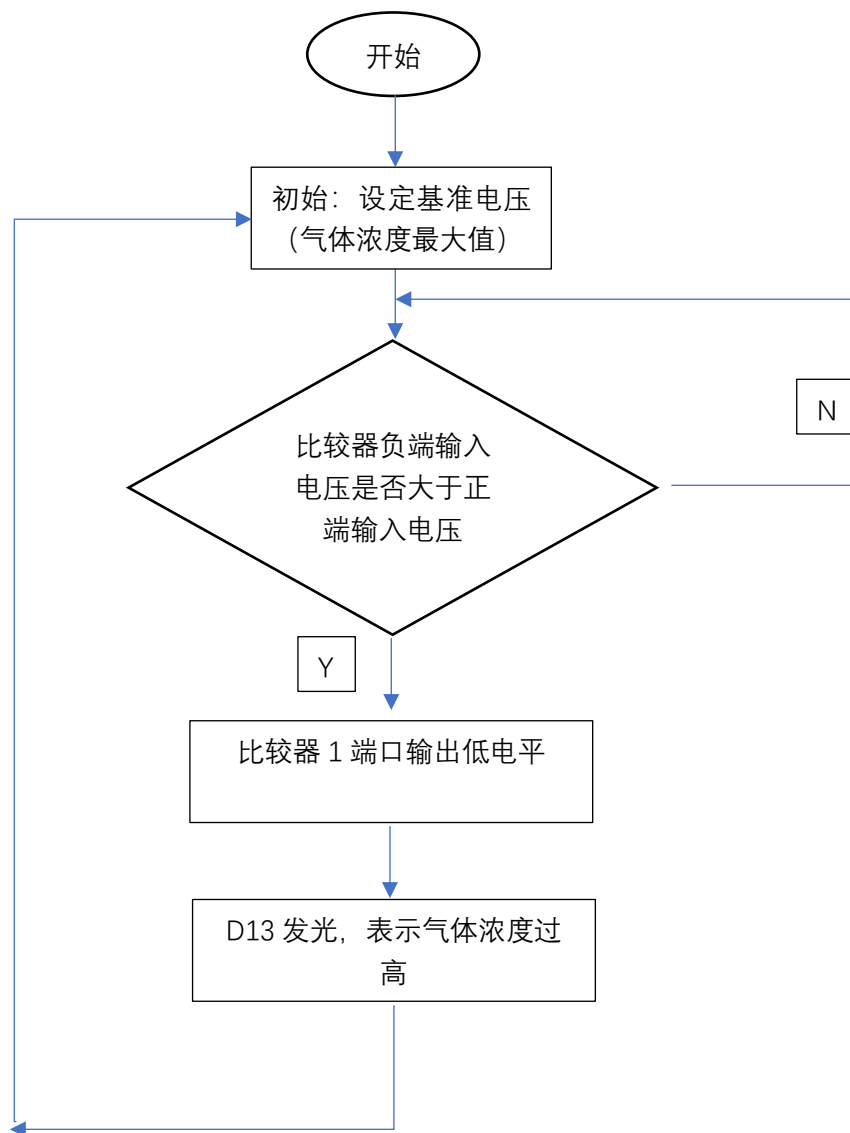 开始
初始：设定基准电压
（气体浓度最大值）
N
比较器负端输入
电压是否大于正
端输入电压
Y
比较器 1 端口输出低电平
D13 发光，表示气体浓度过
高